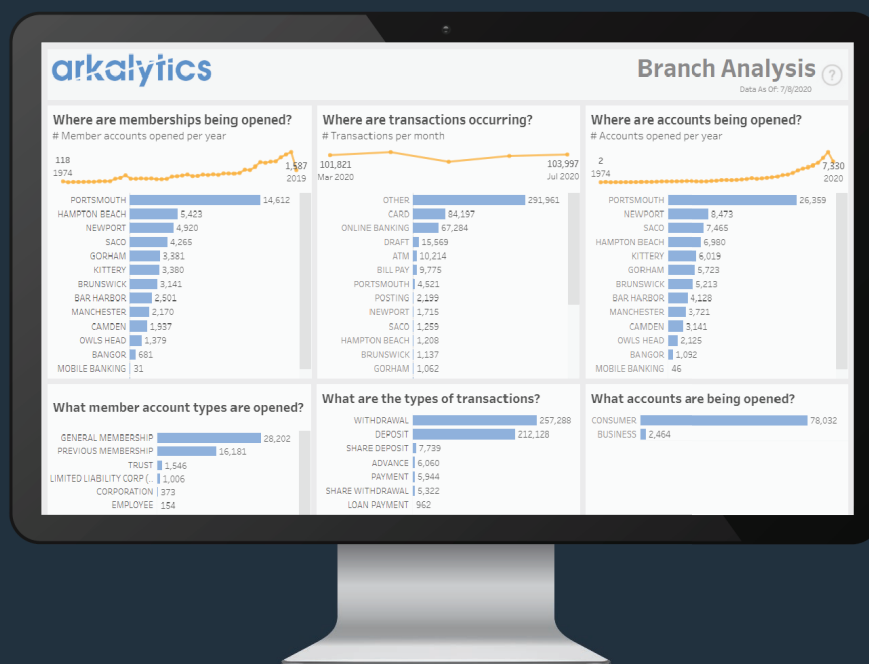 arkalytics
Branch Analysis
?
Data As Of: 7/8/2020
Where are memberships being opened?
# Member accounts opened per year
118
1974
1,587
2019
PORTSMOUTH 14,612
HAMPTON BEACH 5,423
NEWPORT 4,920
SACO 4,265
GORHAM 3,381
KITTERY 3,380
BRUNSWICK 3,141
BAR HARBOR 2,501
MANCHESTER 2,170
CAMDEN 1,937
OWLS HEAD 1,379
BANGOR 681
MOBILE BANKING 31
Where are transactions occurring?
# Transactions per month
101,821
Mar 2020
103,997
Jul 2020
OTHER 291,961
CARD 84,197
ONLINE BANKING 67,284
DRAFT 15,569
ATM 10,214
BILL PAY 9,775
PORTSMOUTH 4,521
POSTING 2,199
NEWPORT 1,715
SACO 1,259
HAMPTON BEACH 1,208
BRUNSWICK 1,137
GORHAM 1,062
Where are accounts being opened?
# Accounts opened per year
2
1974
7,330
2020
PORTSMOUTH 26,359
NEWPORT 8,473
SACO 7,465
HAMPTON BEACH 6,980
KITTERY 6,019
GORHAM 5,723
BRUNSWICK 5,213
BAR HARBOR 4,128
MANCHESTER 3,721
CAMDEN 3,141
OWLS HEAD 2,125
BANGOR 1,092
MOBILE BANKING 46
What member account types are opened?
GENERAL MEMBERSHIP 28,202
PREVIOUS MEMBERSHIP 16,181
TRUST 1,546
LIMITED LIABILITY CORP (.. 1,006
CORPORATION 373
EMPLOYEE 154
What are the types of transactions?
WITHDRAWAL 257,288
DEPOSIT 212,128
SHARE DEPOSIT 7,739
ADVANCE 6,060
PAYMENT 5,944
SHARE WITHDRAWAL 5,322
LOAN PAYMENT 962
What accounts are being opened?
CONSUMER 78,032
BUSINESS 2,464